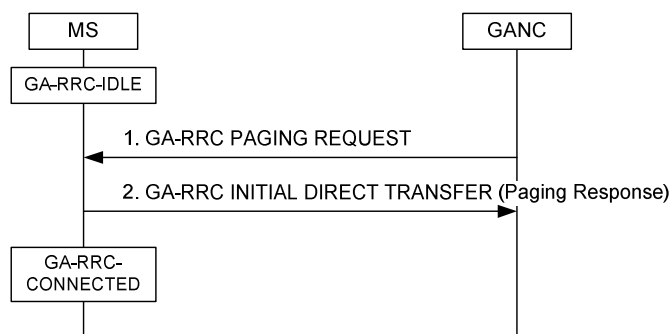 MS
GANC
GA-RRC-IDLE
1. GA-RRC PAGING REQUEST
2. GA-RRC INITIAL DIRECT TRANSFER (Paging Response)
GA-RRC-
CONNECTED